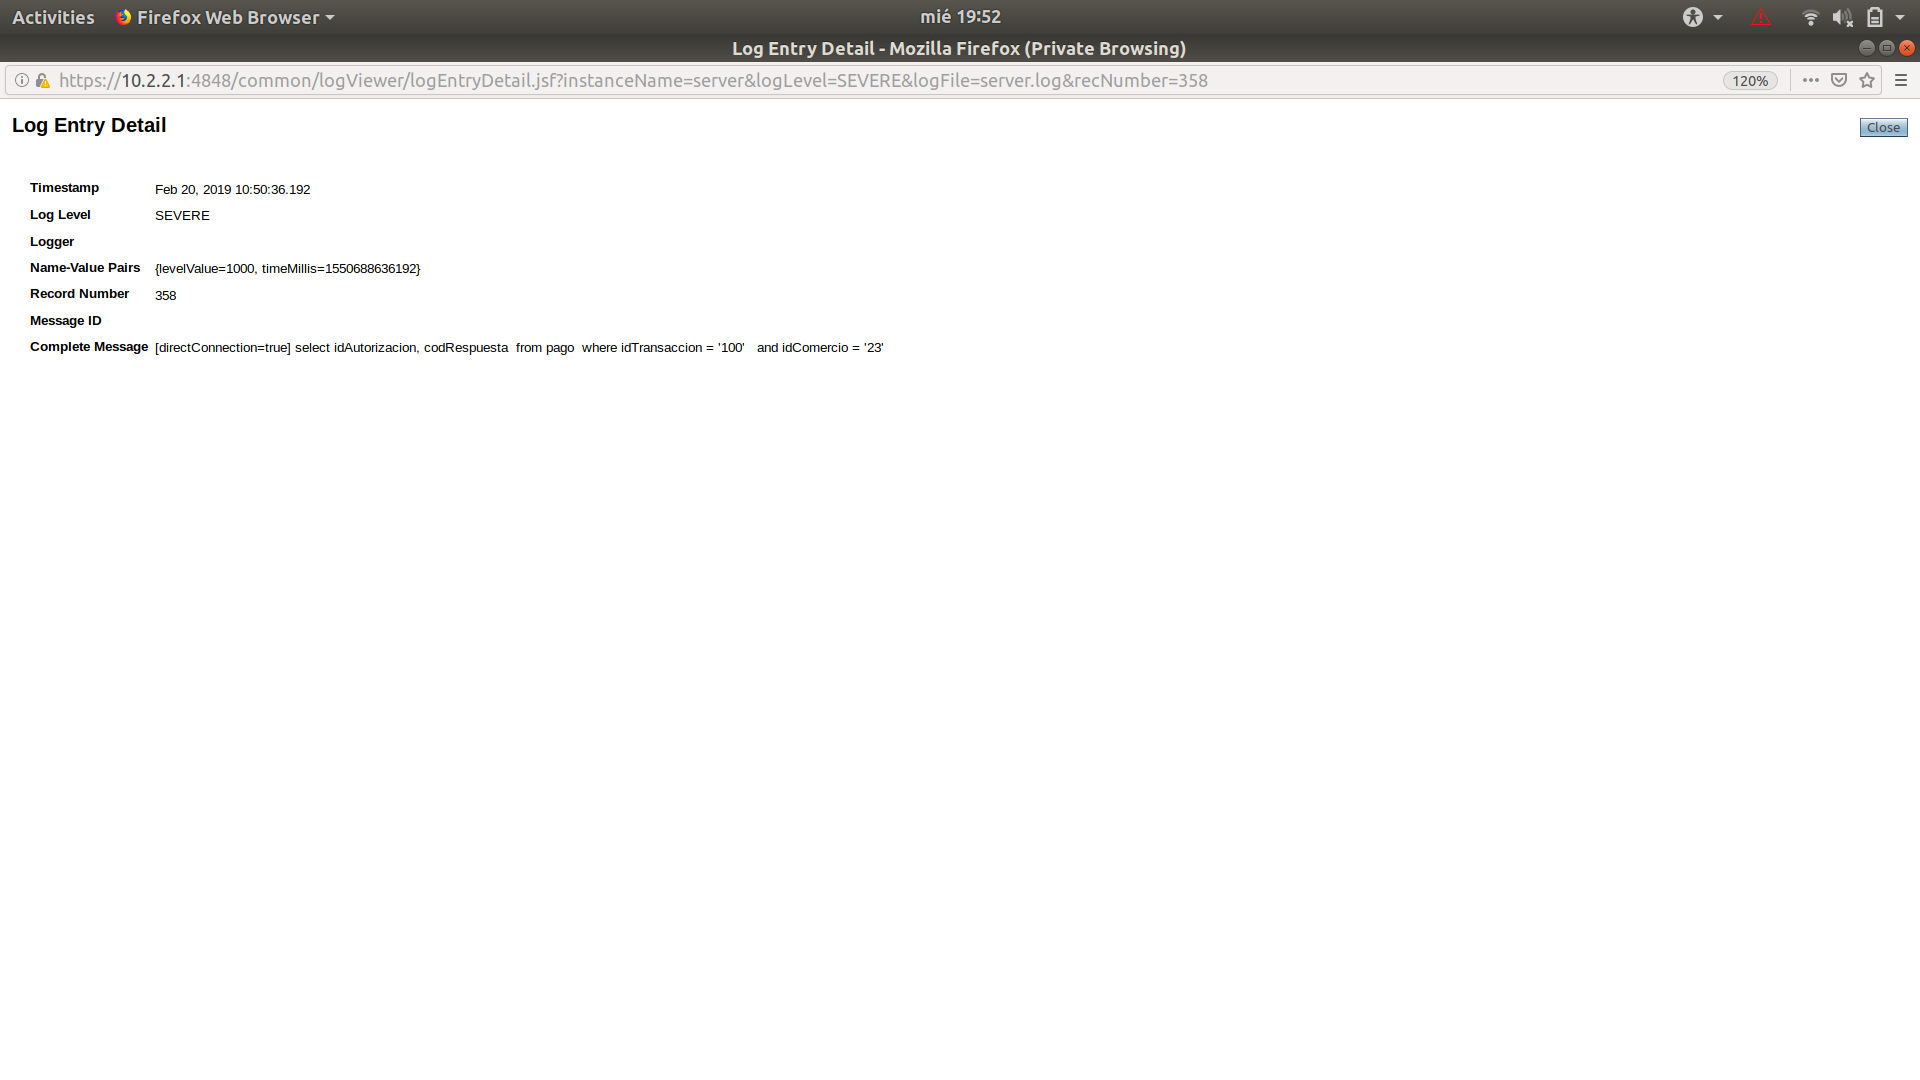 Activities Firefox Web Browser mié 19:52
Log Entry Detail - Mozilla Firefox (Private Browsing)
https://10.2.2.1:4848/common/logViewer/logEntryDetail.jsf?instanceName=server&logLevel=SEVERE&logFile=server.log&recNumber=358 120%
Log Entry Detail Close
Timestamp Feb 20, 2019 10:50:36.192
Log Level SEVERE
Logger
Name-Value Pairs {levelValue=1000, timeMillis=1550688636192}
Record Number 358
Message ID
Complete Message [directConnection=true] select idAutorizacion, codRespuesta  from pago  where idTransaccion = '100'   and idComercio = '23'